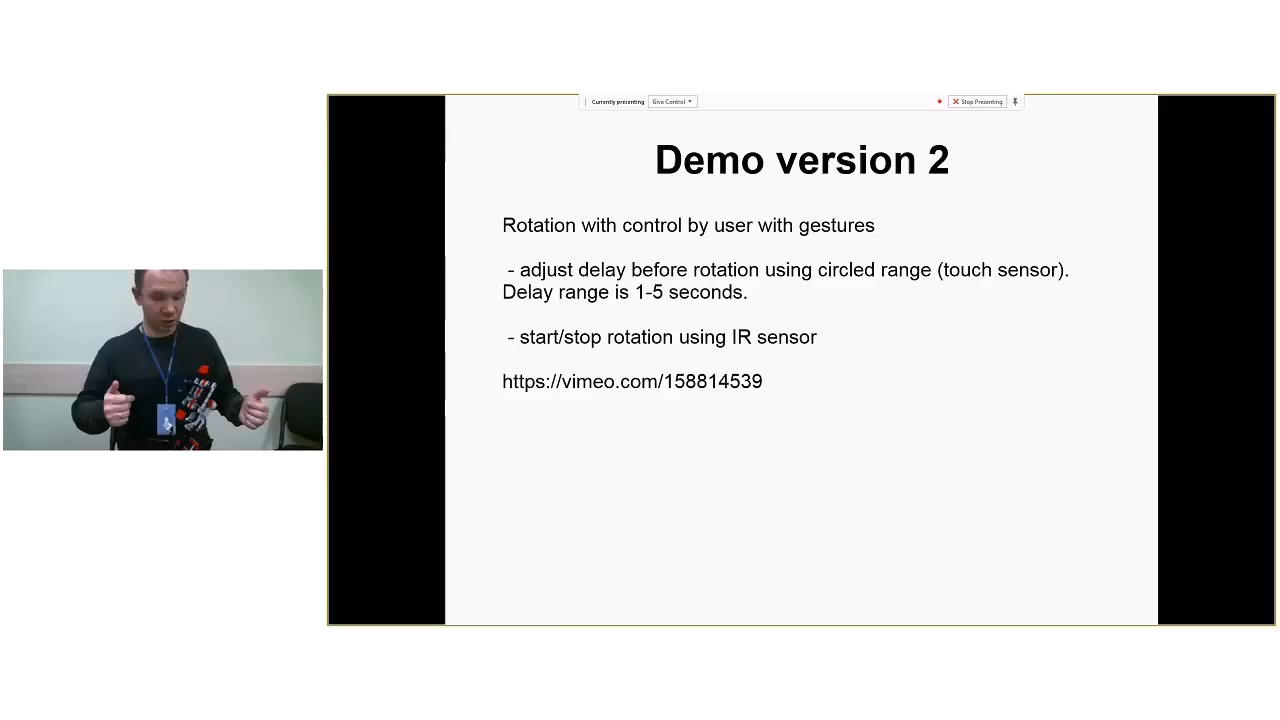 Currently presenting Give Control Stop Presenting
Demo version 2
Rotation with control by user with gestures
- adjust delay before rotation using circled range (touch sensor).
Delay range is 1-5 seconds.
- start/stop rotation using IR sensor
https://vimeo.com/158814539